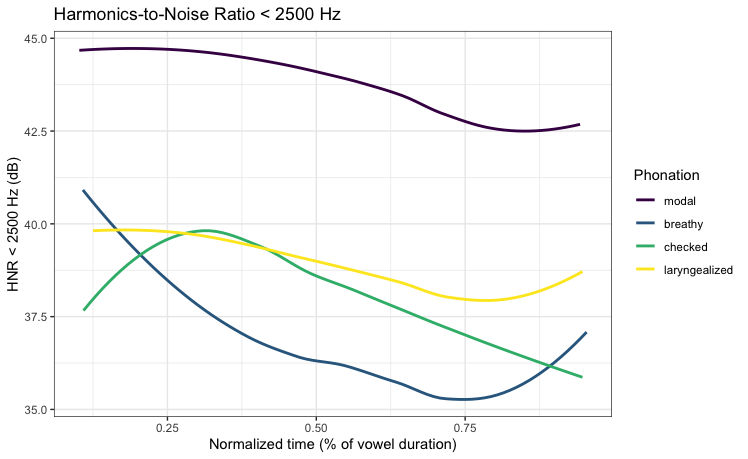 Harmonics-to-Noise Ratio < 2500 Hz
HNR < 2500 Hz (dB)
45.0
42.5
40.0
37.5
35.0
0.25 0.50 0.75
Normalized time (% of vowel duration)
Phonation
modal
breathy
checked
laryngealized